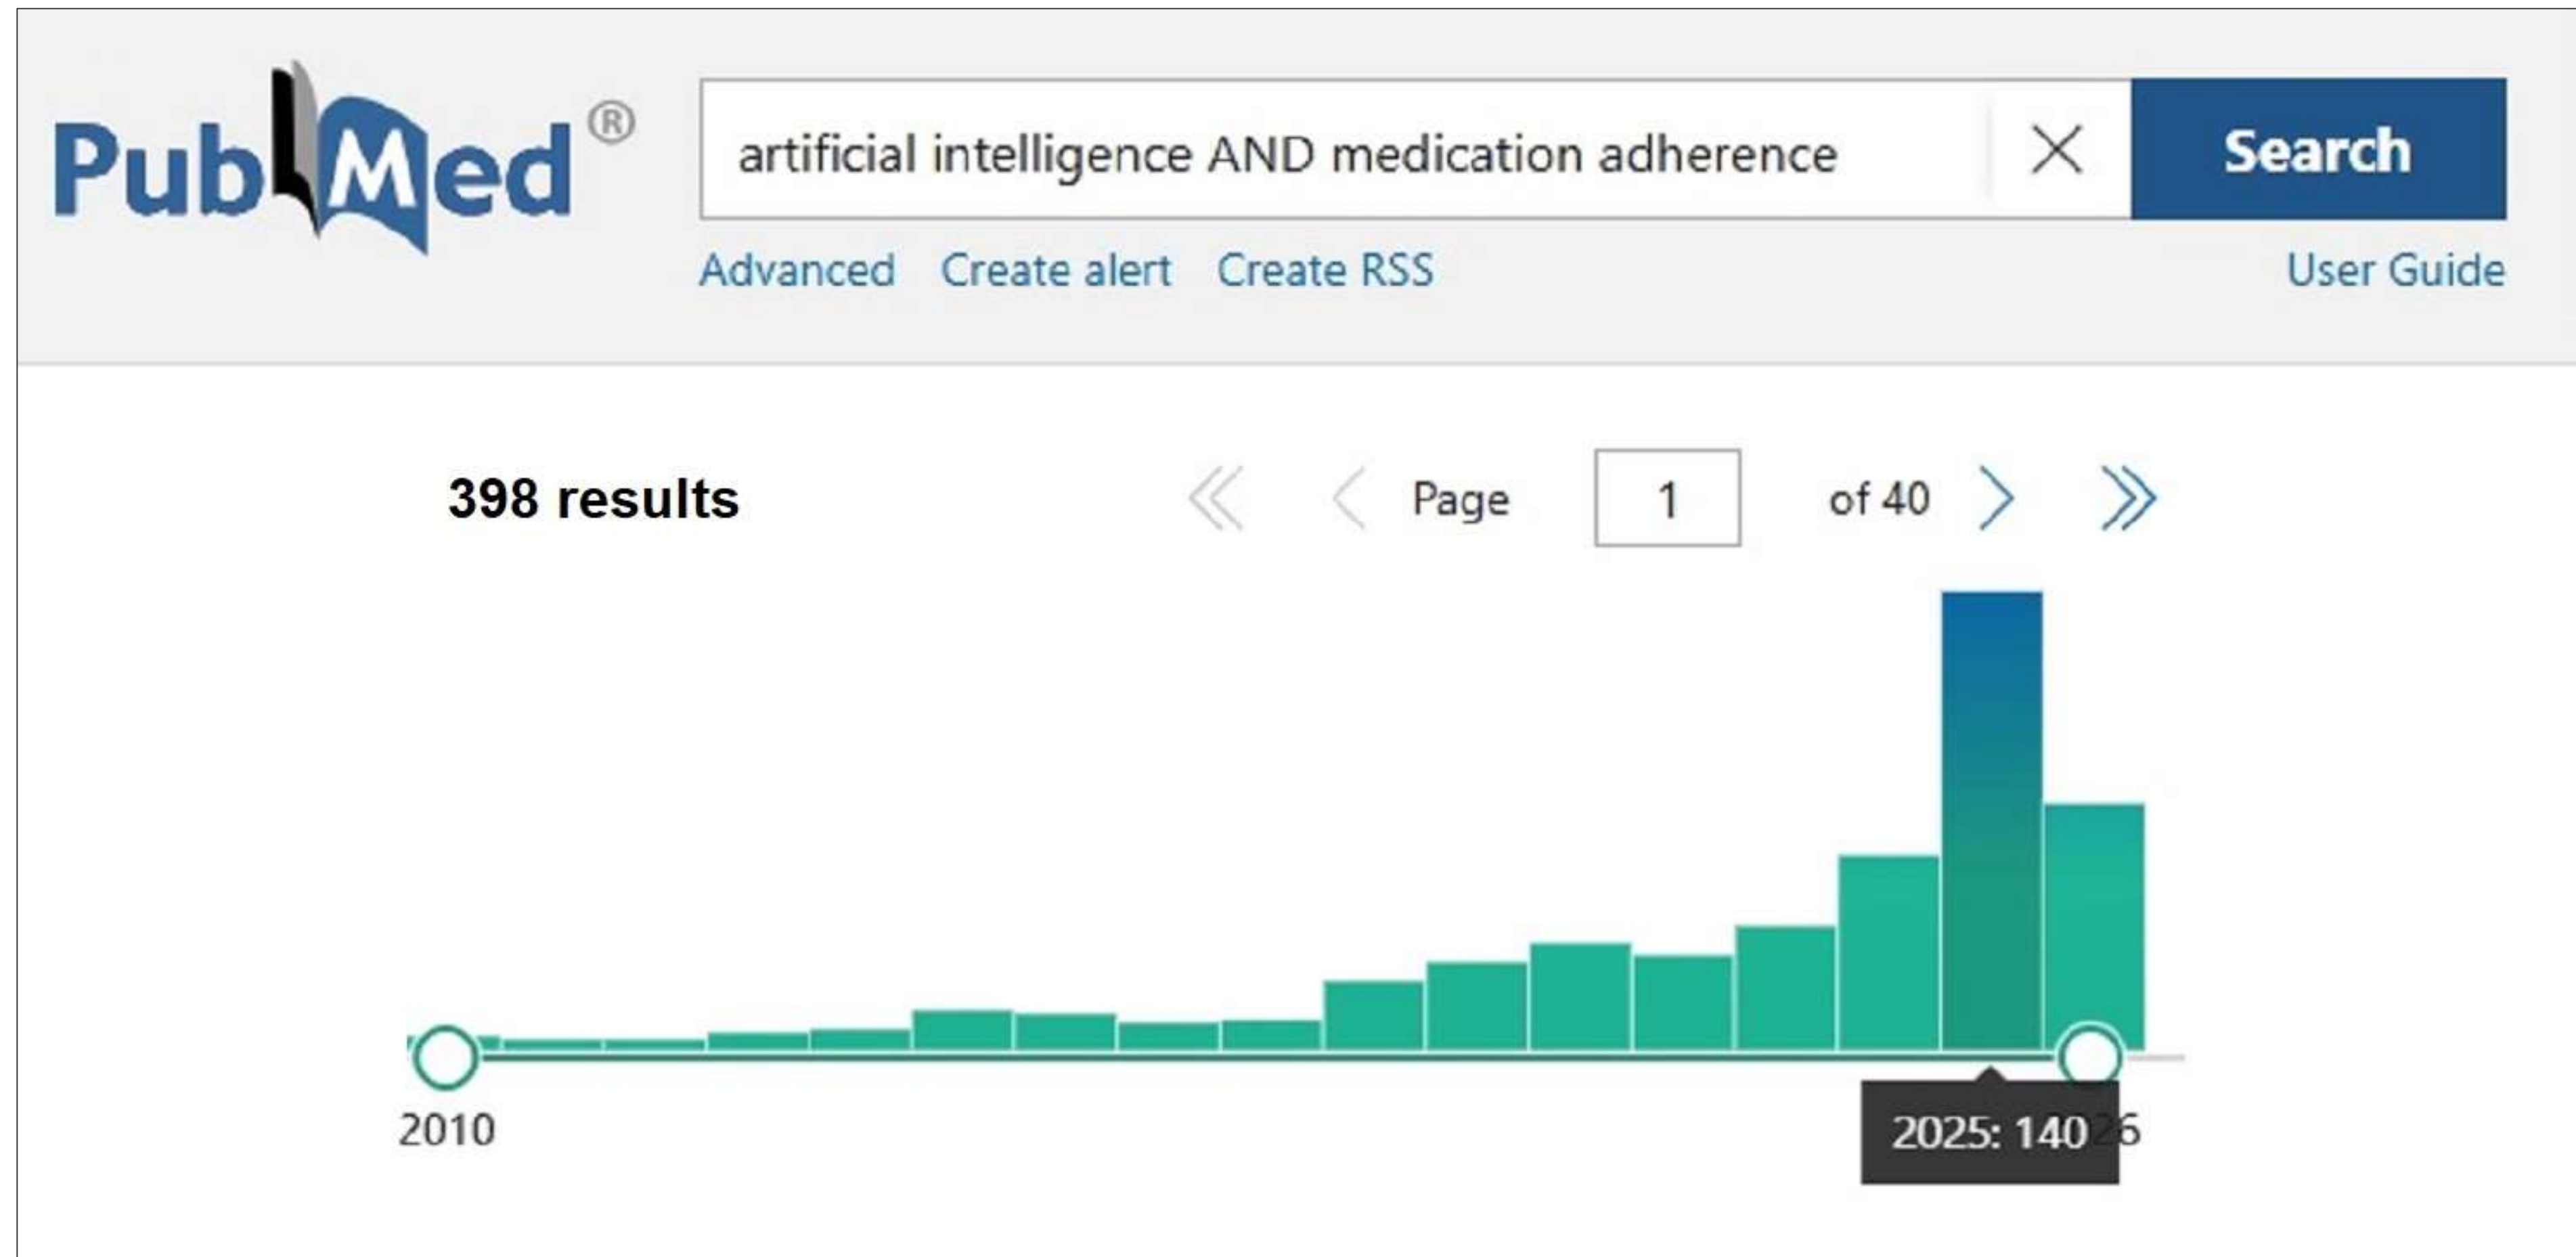 PubMed®
artificial intelligence AND medication adherence
Search
Advanced Create alert Create RSS
User Guide
398 results
Page 1 of 40
2010
2025: 140